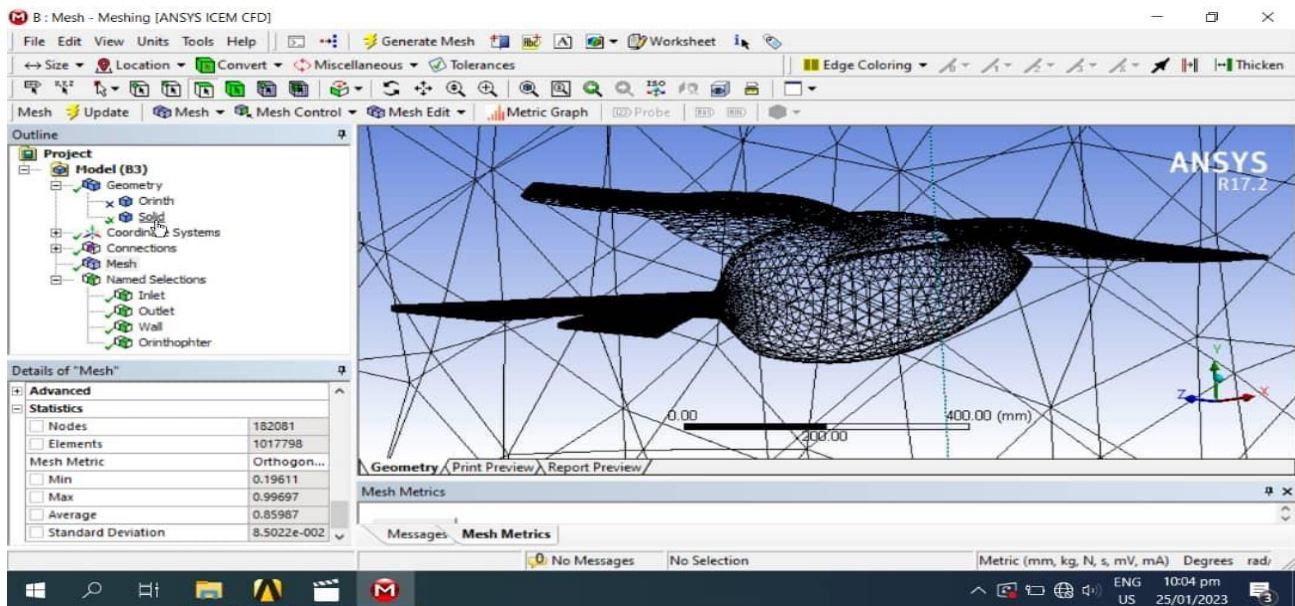 B : Mesh - Meshing [ANSYS ICEM CFD]
File Edit View Units Tools Help Generate Mesh Worksheet
Size Location Convert Miscellaneous Tolerances Edge Coloring Thicken
Mesh Update Mesh Mesh Control Mesh Edit Metric Graph Probe
Outline
Project
Model (B3)
Geometry
Orinth
Solid
Coordinate Systems
Connections
Mesh
Named Selections
Inlet
Outlet
Wall
Orinthophter
Details of "Mesh"
Advanced
Statistics
Nodes 182081
Elements 1017798
Mesh Metric Orthogon...
Min 0.19611
Max 0.99697
Average 0.85987
Standard Deviation 8.5022e-002
ANSYS
R17.2
Y
Z X
0.00 400.00 (mm)
200.00
Geometry Print Preview Report Preview
Mesh Metrics
Messages Mesh Metrics
0 No Messages No Selection Metric (mm, kg, N, s, mV, mA) Degrees rad/
ENG 10:04 pm
US 25/01/2023 3